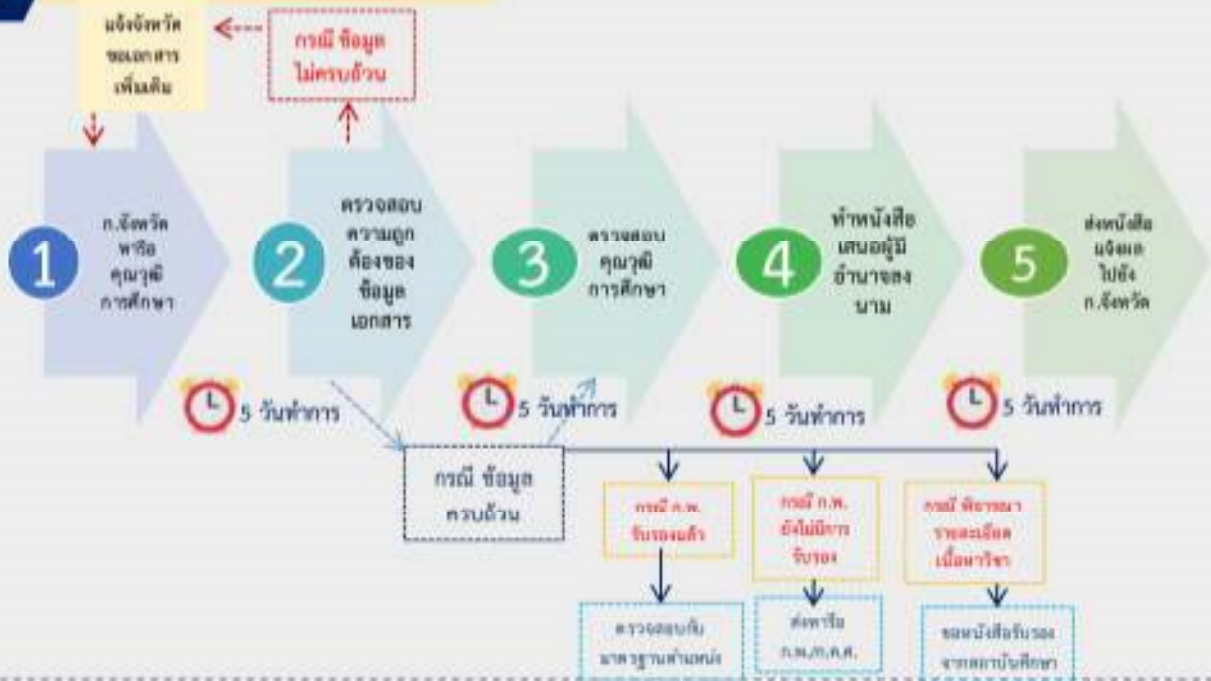 แจ้งจังหวัด
ขอเอกสาร
เพิ่มเติม
กรณี ข้อมูล
ไม่ครบถ้วน
1
ก.จังหวัด
หารือ
คุณวุฒิ
การศึกษา
2
ตรวจสอบ
ความถูก
ต้องของ
ข้อมูล
เอกสาร
3
ตรวจสอบ
คุณวุฒิ
การศึกษา
4
ทำหนังสือ
เสนอผู้มี
อำนาจลง
นาม
5
ส่งหนังสือ
แจ้งผล
ไปยัง
ก.จังหวัด
5 วันทำการ
5 วันทำการ
5 วันทำการ
5 วันทำการ
กรณี ข้อมูล
ครบถ้วน
กรณี ก.พ.
รับรองแล้ว
กรณี ก.พ.
ยังไม่มีการ
รับรอง
กรณี พิจารณา
รายละเอียด
เนื้อหาวิชา
ตรวจสอบกับ
มาตรฐานตำแหน่ง
ส่งหารือ
ก.พ./ก.ค.ศ.
ขอหนังสือรับรอง
จากสถาบันศึกษา